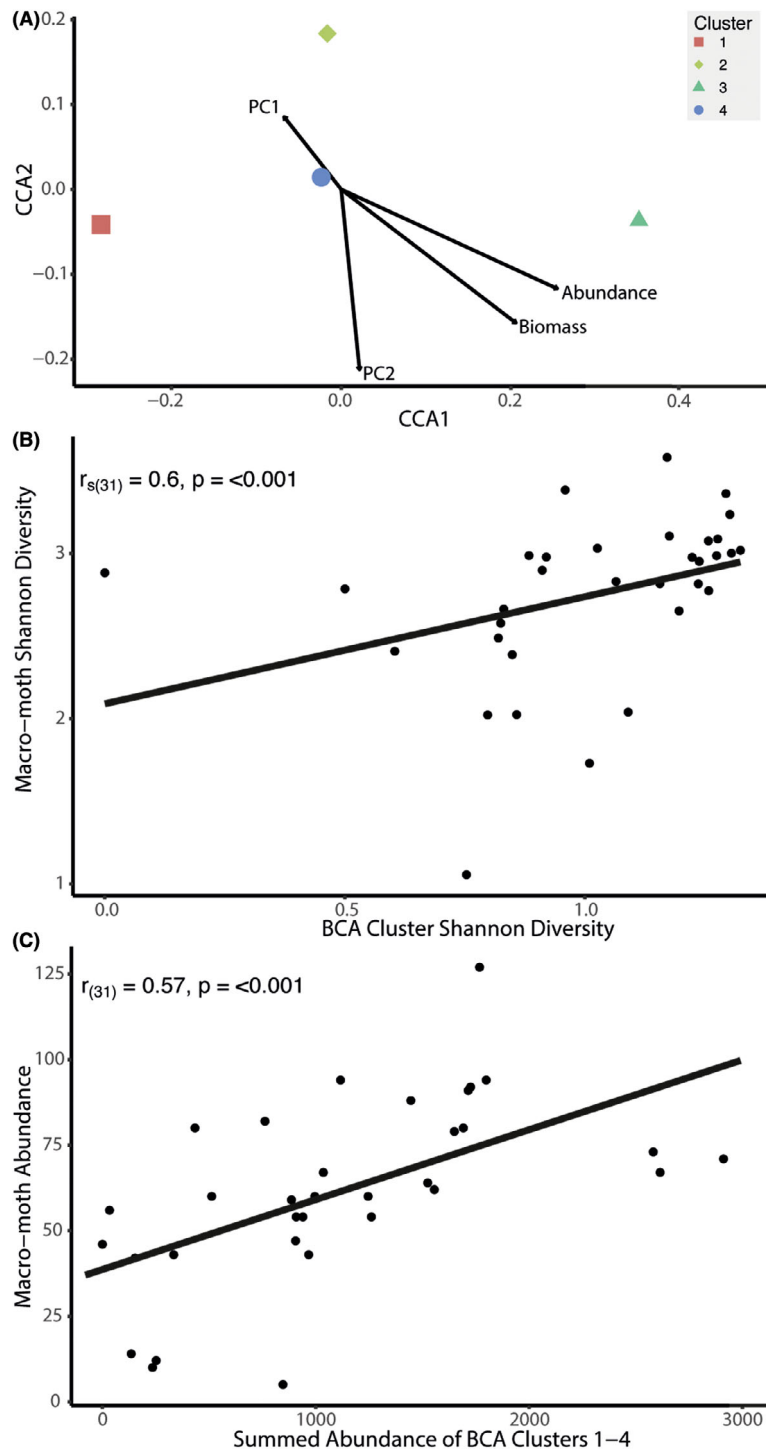 (A)
0.2
0.1
0.0
−0.1
−0.2
CCA2
PC1
Abundance
Biomass
PC2
Cluster
1
2
3
4
−0.2
0.0
0.2
0.4
CCA1
(B)
rs(31) = 0.6, p = <0.001
3
2
1
Macro−moth Shannon Diversity
0.0
0.5
1.0
BCA Cluster Shannon Diversity
(C)
r(31) = 0.57, p = <0.001
125
100
75
50
25
0
Macro−moth Abundance
0
1000
2000
3000
Summed Abundance of BCA Clusters 1−4